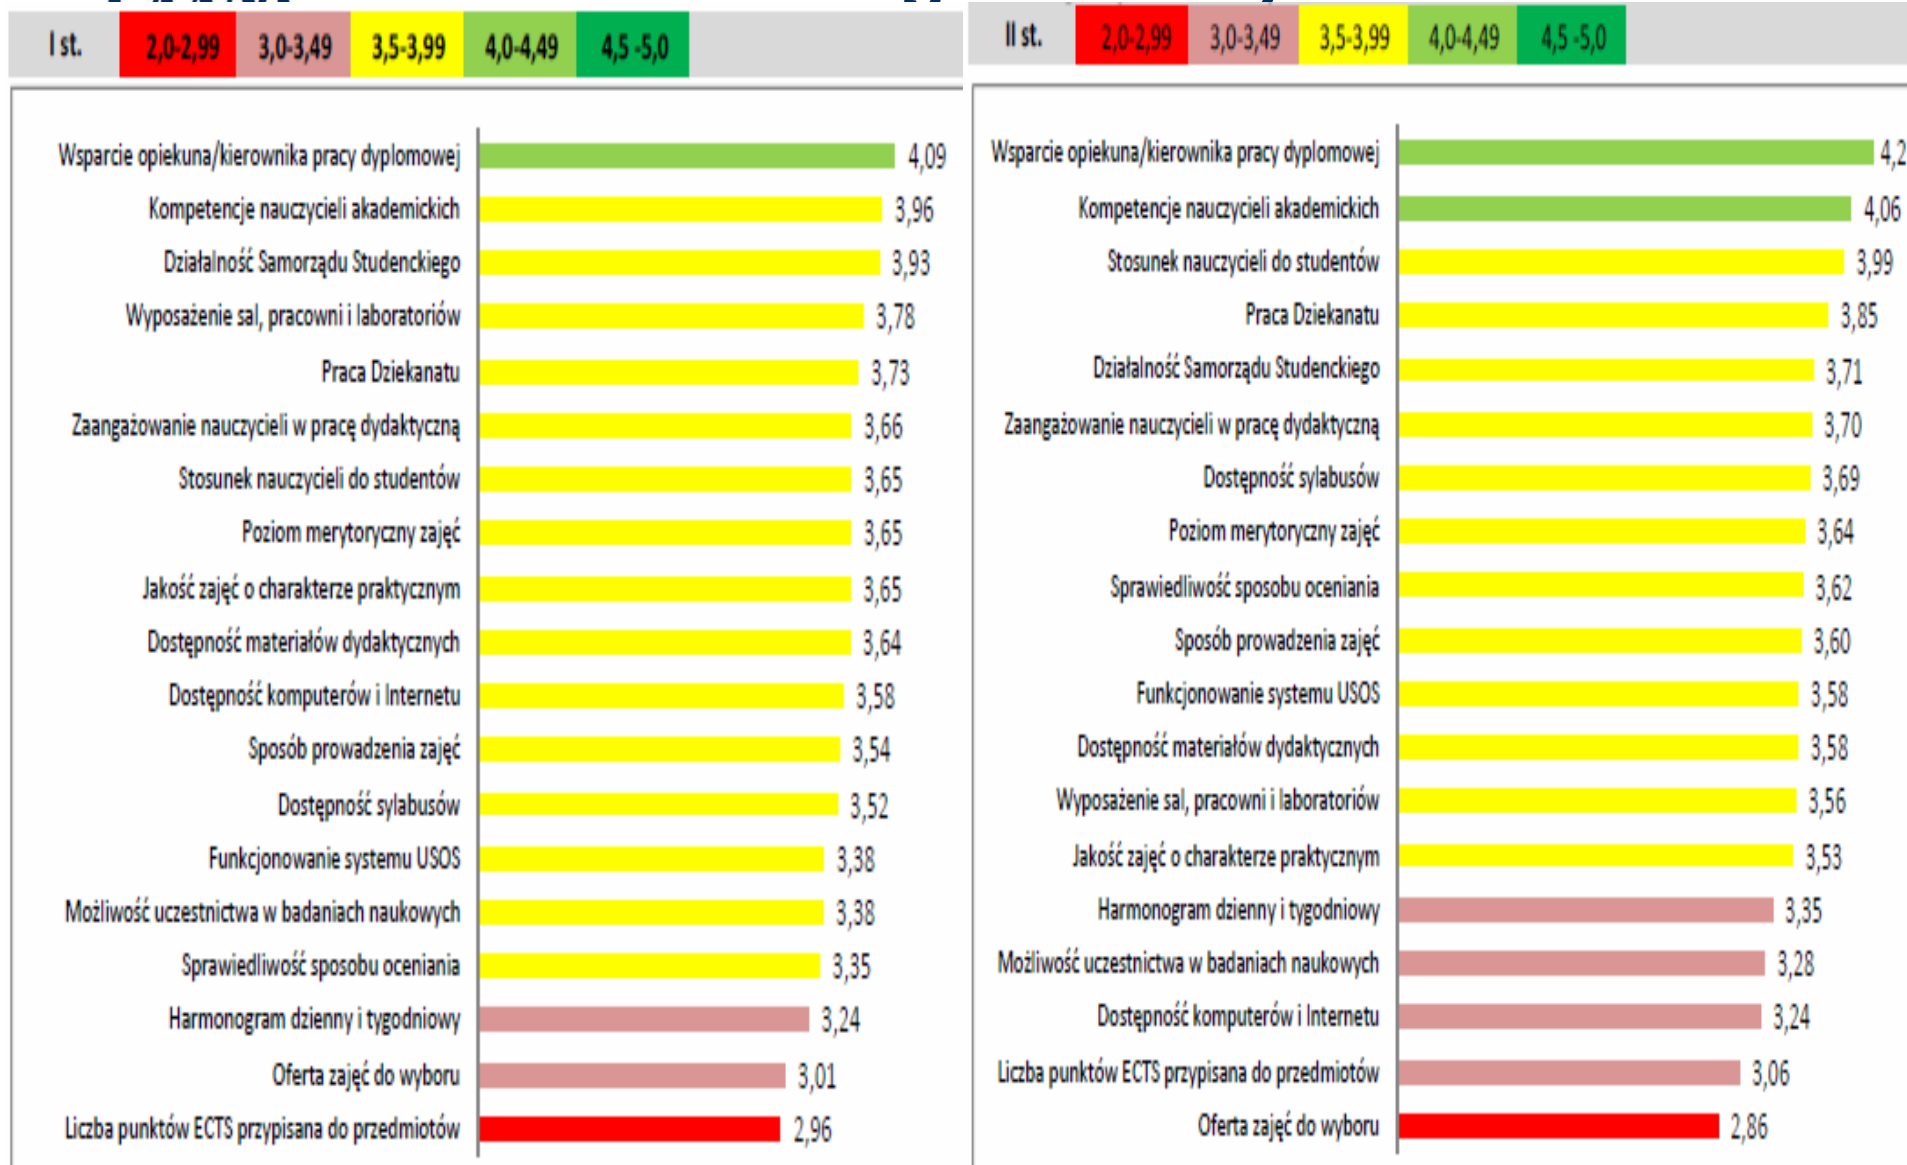 I st. 2,0-2,99 3,0-3,49 3,5-3,99 4,0-4,49 4,5 -5,0
Wsparcie opiekuna/kierownika pracy dyplomowej 4,09
Kompetencje nauczycieli akademickich 3,96
Działalność Samorządu Studenckiego 3,93
Wyposażenie sal, pracowni i laboratoriów 3,78
Praca Dziekanatu 3,73
Zaangażowanie nauczycieli w pracę dydaktyczną 3,66
Stosunek nauczycieli do studentów 3,65
Poziom merytoryczny zajęć 3,65
Jakość zajęć o charakterze praktycznym 3,65
Dostępność materiałów dydaktycznych 3,64
Dostępność komputerów i Internetu 3,58
Sposób prowadzenia zajęć 3,54
Dostępność sylabusów 3,52
Funkcjonowanie systemu USOS 3,38
Możliwość uczestnictwa w badaniach naukowych 3,38
Sprawiedliwość sposobu oceniania 3,35
Harmonogram dzienny i tygodniowy 3,24
Oferta zajęć do wyboru 3,01
Liczba punktów ECTS przypisana do przedmiotów 2,96
II st. 2,0-2,99 3,0-3,49 3,5-3,99 4,0-4,49 4,5 -5,0
Wsparcie opiekuna/kierownika pracy dyplomowej 4,2
Kompetencje nauczycieli akademickich 4,06
Stosunek nauczycieli do studentów 3,99
Praca Dziekanatu 3,85
Działalność Samorządu Studenckiego 3,71
Zaangażowanie nauczycieli w pracę dydaktyczną 3,70
Dostępność sylabusów 3,69
Poziom merytoryczny zajęć 3,64
Sprawiedliwość sposobu oceniania 3,62
Sposób prowadzenia zajęć 3,60
Funkcjonowanie systemu USOS 3,58
Dostępność materiałów dydaktycznych 3,58
Wyposażenie sal, pracowni i laboratoriów 3,56
Jakość zajęć o charakterze praktycznym 3,53
Harmonogram dzienny i tygodniowy 3,35
Możliwość uczestnictwa w badaniach naukowych 3,28
Dostępność komputerów i Internetu 3,24
Liczba punktów ECTS przypisana do przedmiotów 3,06
Oferta zajęć do wyboru 2,86